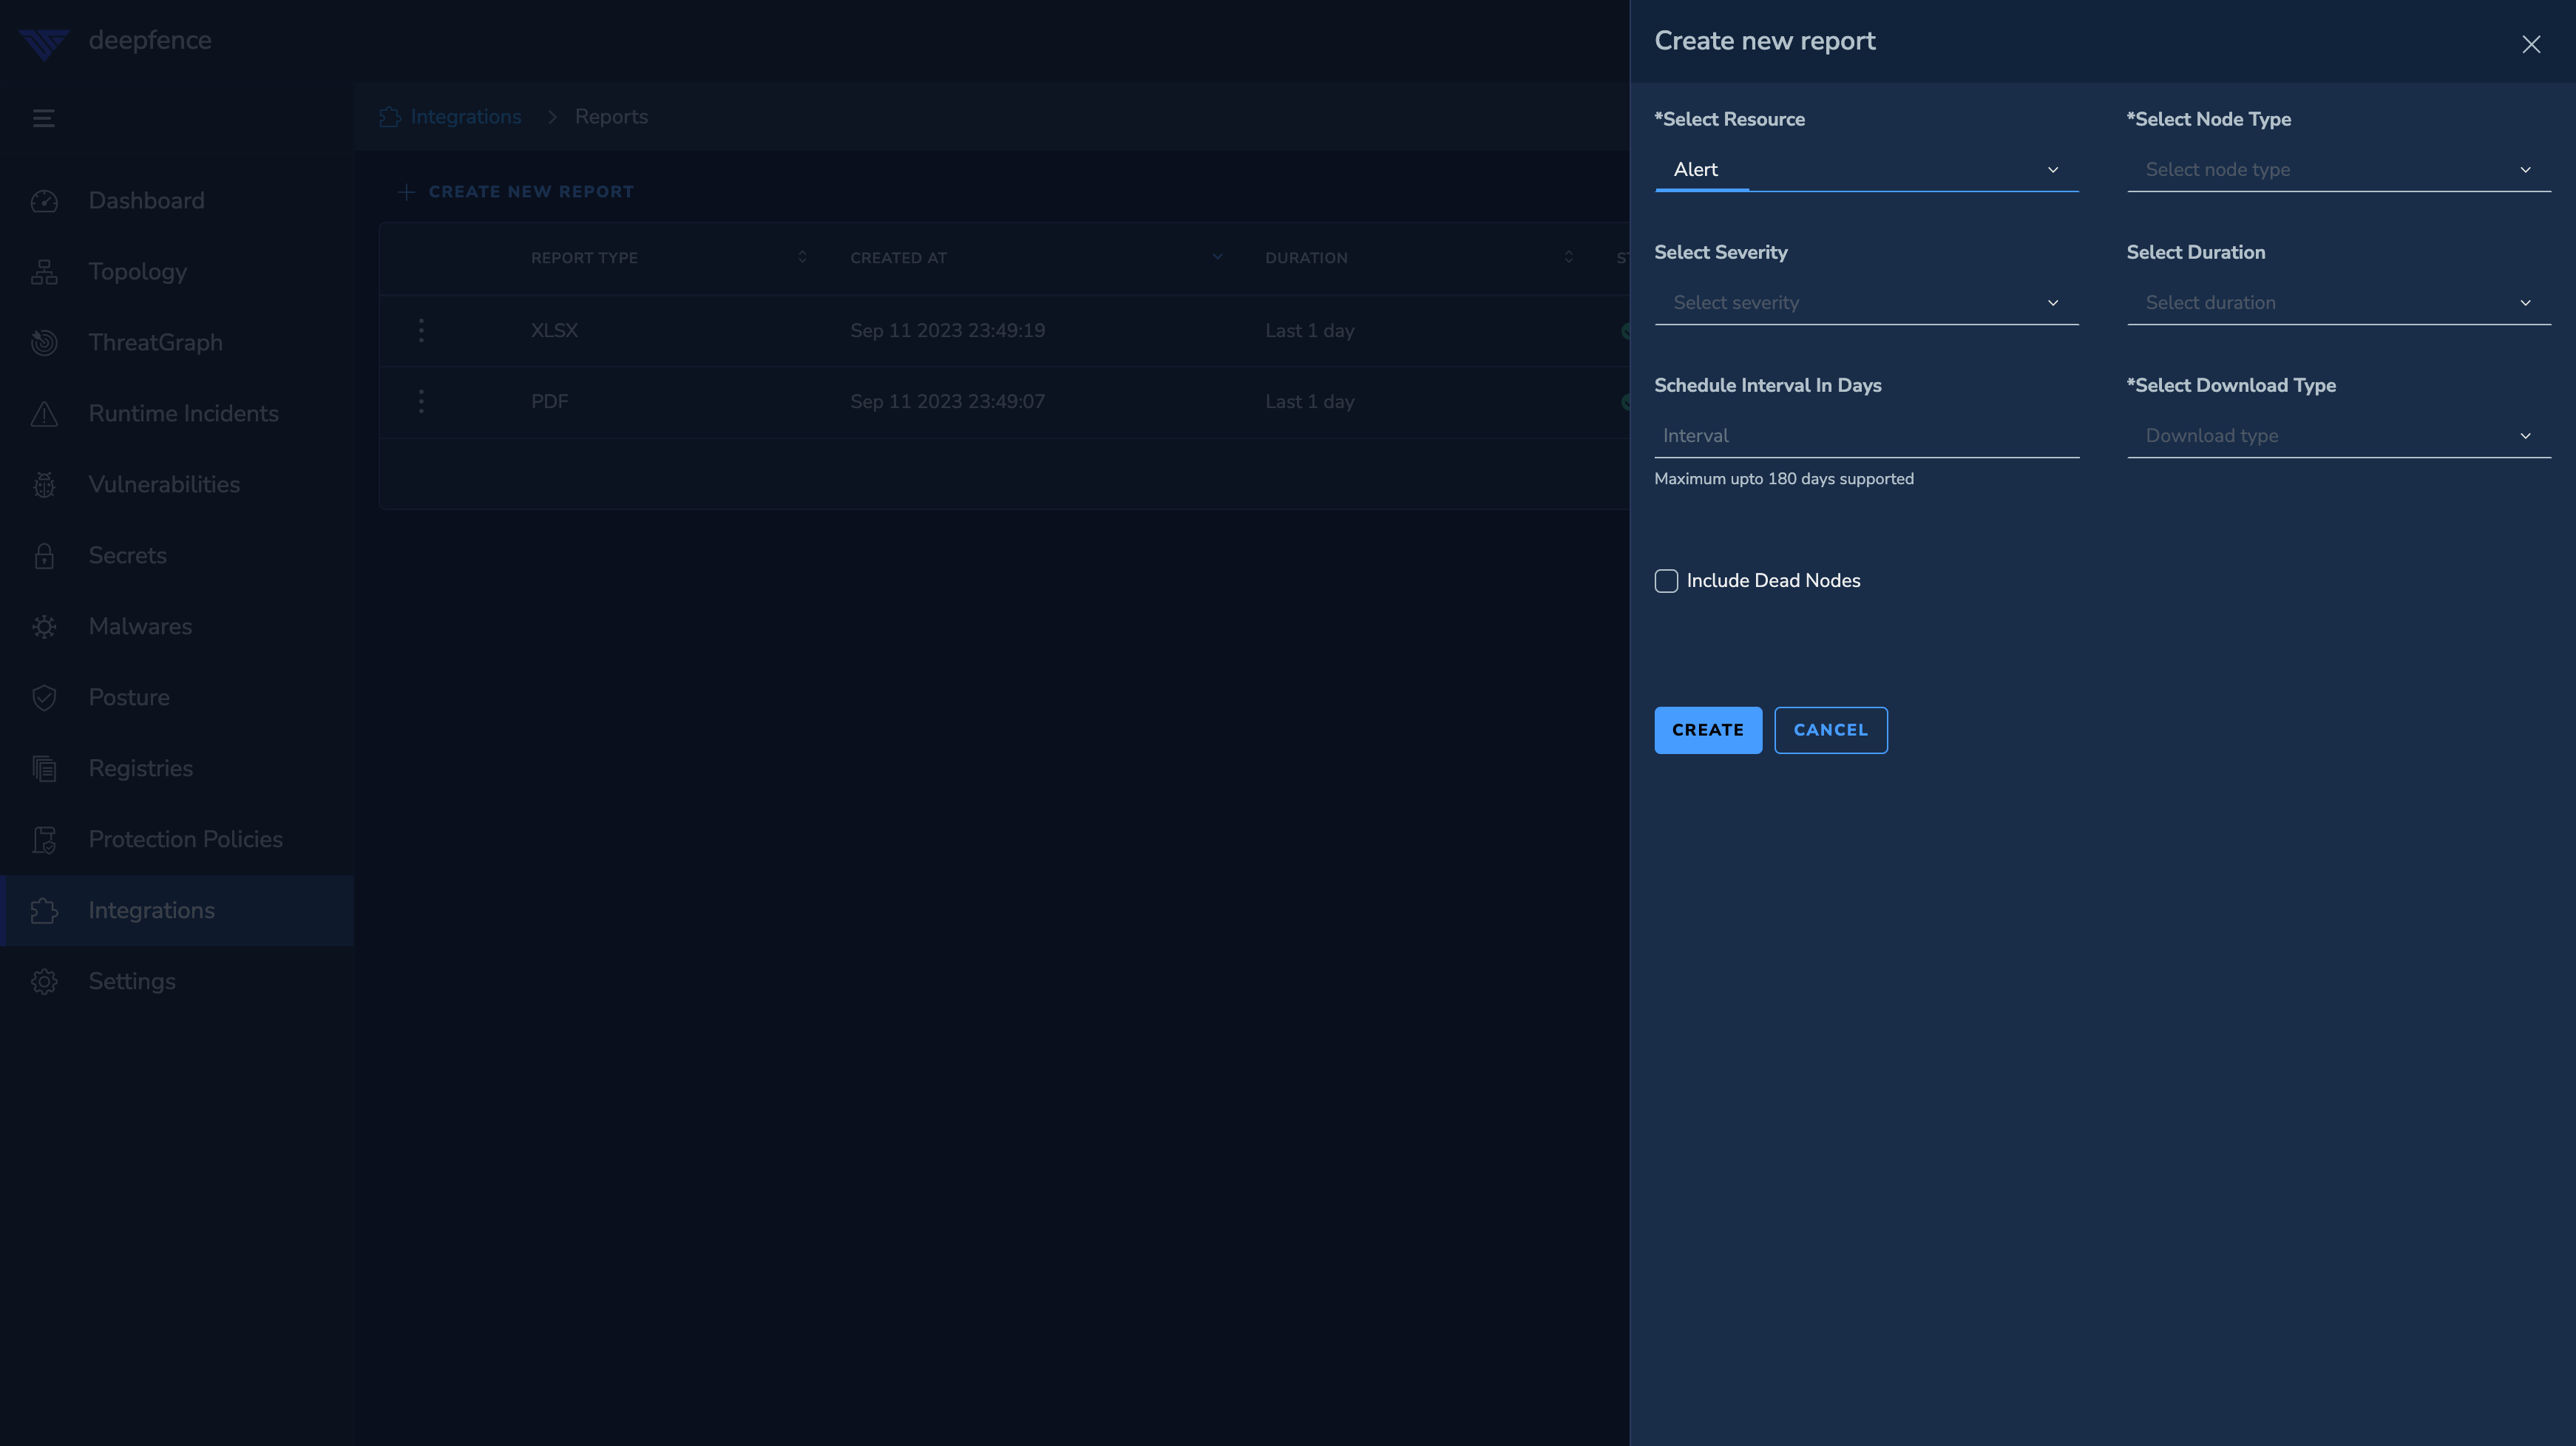 deepfence
Dashboard
Topology
ThreatGraph
Runtime Incidents
Vulnerabilities
Secrets
Malwares
Posture
Registries
Protection Policies
Integrations
Settings
Integrations > Reports
CREATE NEW REPORT
REPORT TYPE CREATED AT DURATION
XLSX Sep 11 2023 23:49:19 Last 1 day
PDF Sep 11 2023 23:49:07 Last 1 day
Create new report
*Select Resource *Select Node Type
Alert Select node type
Select Severity Select Duration
Select severity Select duration
Schedule Interval In Days *Select Download Type
Interval Download type
Maximum upto 180 days supported
Include Dead Nodes
CREATE CANCEL